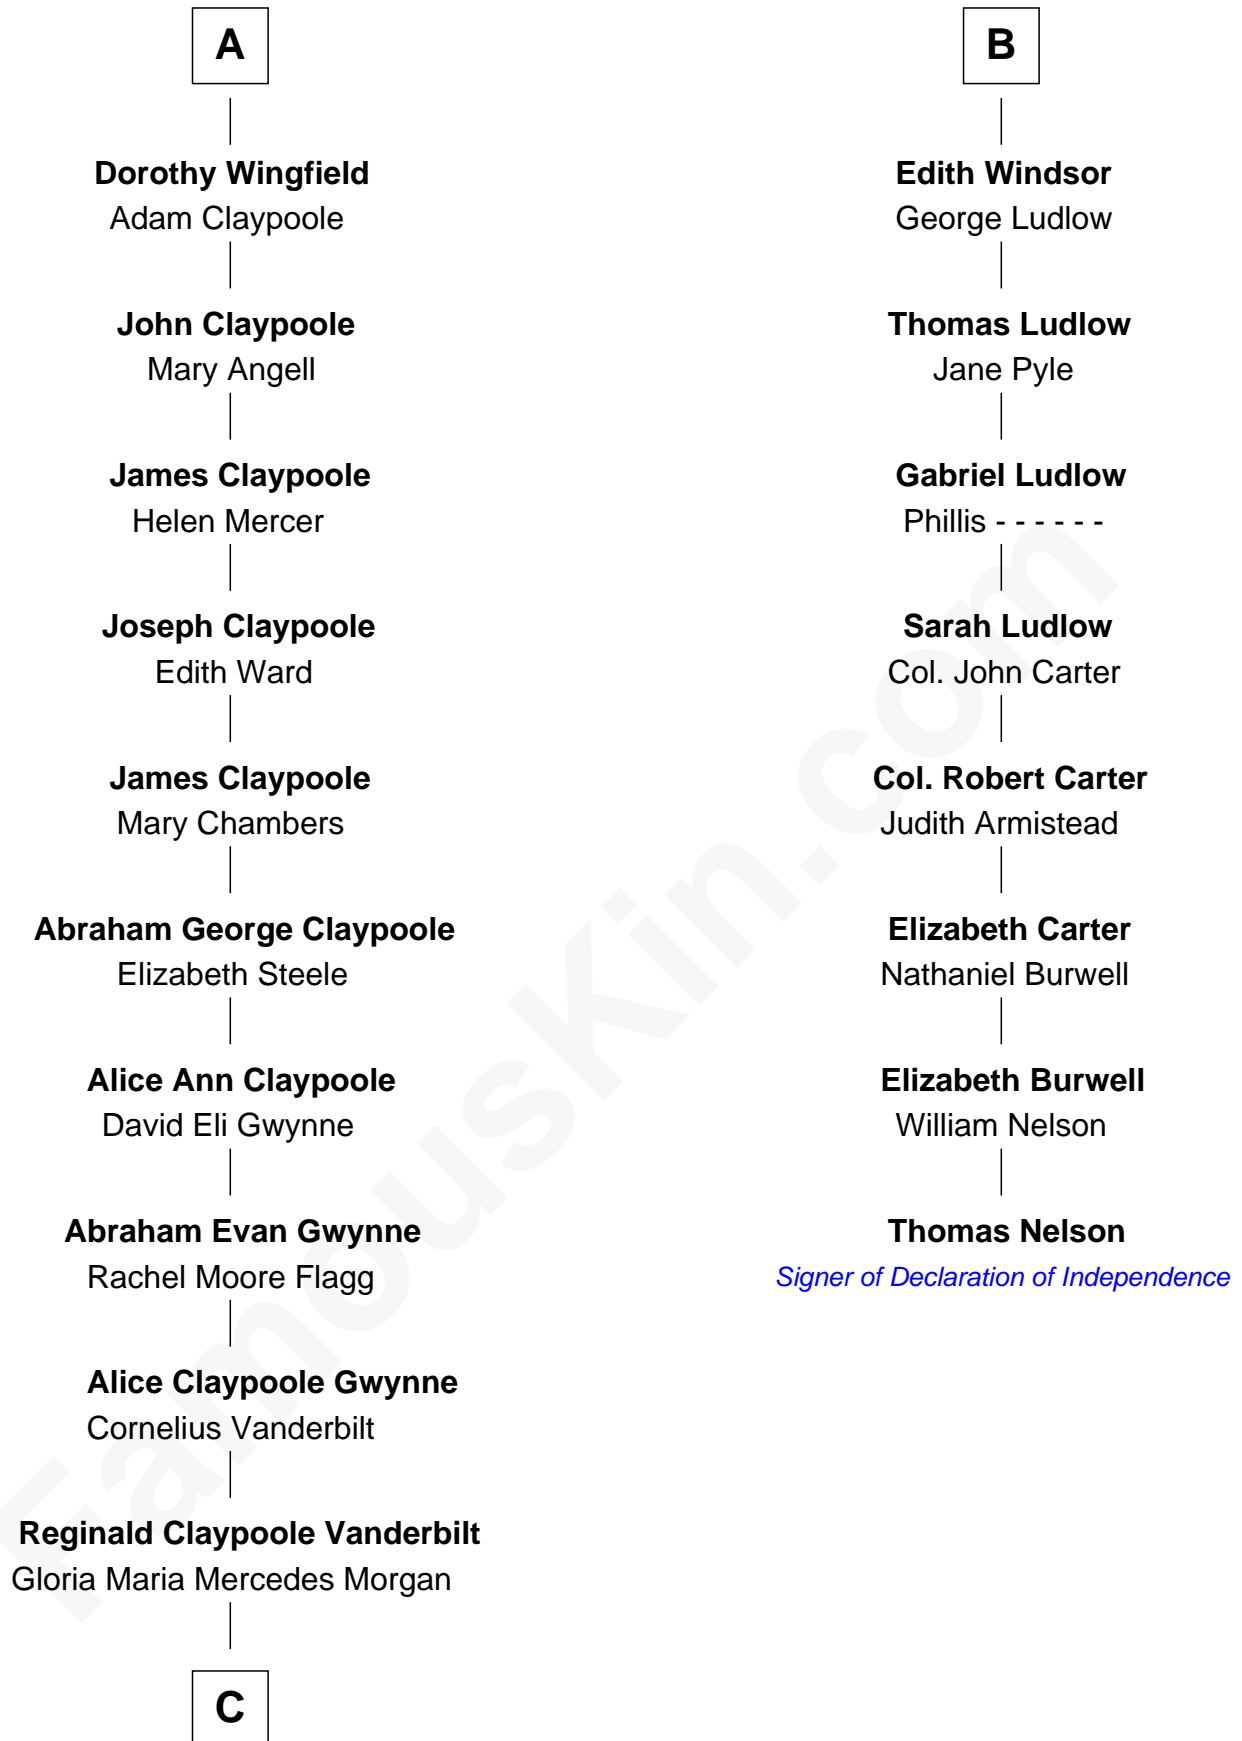 A
Dorothy Wingfield
Adam Claypoole
John Claypoole
Mary Angell
James Claypoole
Helen Mercer
Joseph Claypoole
Edith Ward
James Claypoole
Mary Chambers
Abraham George Claypoole
Elizabeth Steele
Alice Ann Claypoole
David Eli Gwynne
Abraham Evan Gwynne
Rachel Moore Flagg
Alice Claypoole Gwynne
Cornelius Vanderbilt
Reginald Claypoole Vanderbilt
Gloria Maria Mercedes Morgan
C
B
Edith Windsor
George Ludlow
Thomas Ludlow
Jane Pyle
Gabriel Ludlow
Phillis - - - - - -
Sarah Ludlow
Col. John Carter
Col. Robert Carter
Judith Armistead
Elizabeth Carter
Nathaniel Burwell
Elizabeth Burwell
William Nelson
Thomas Nelson
Signer of Declaration of Independence
FamousKin.com